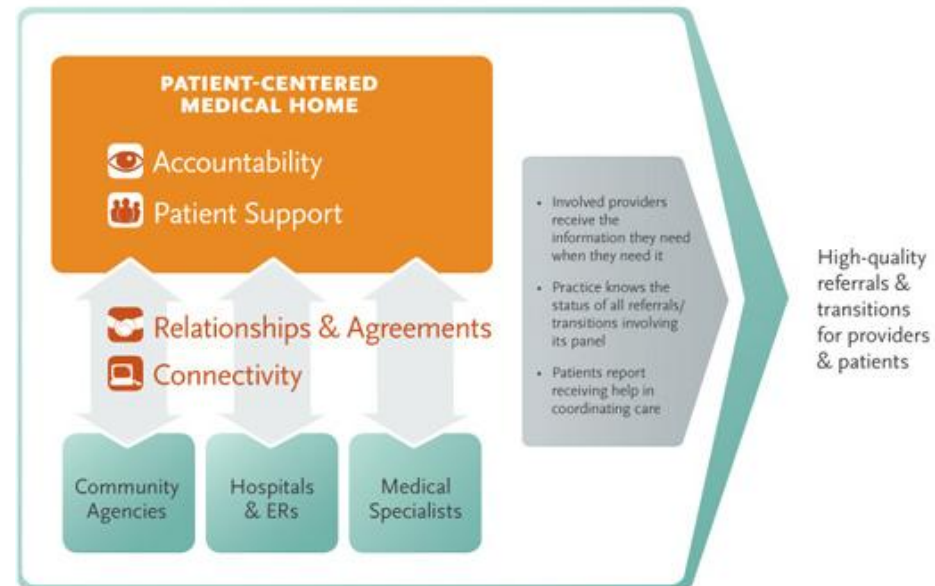 PATIENT-CENTERED
MEDICAL HOME
Accountability
Patient Support
Relationships & Agreements
Connectivity
Community
Agencies
Hospitals
& ERs
Medical
Specialists
• Involved providers
receive the
information they need
when they need it
• Practice knows the
status of all referrals/
transitions involving
its panel
• Patients report
receiving help in
coordinating care
High-quality
referrals &
transitions
for providers
& patients